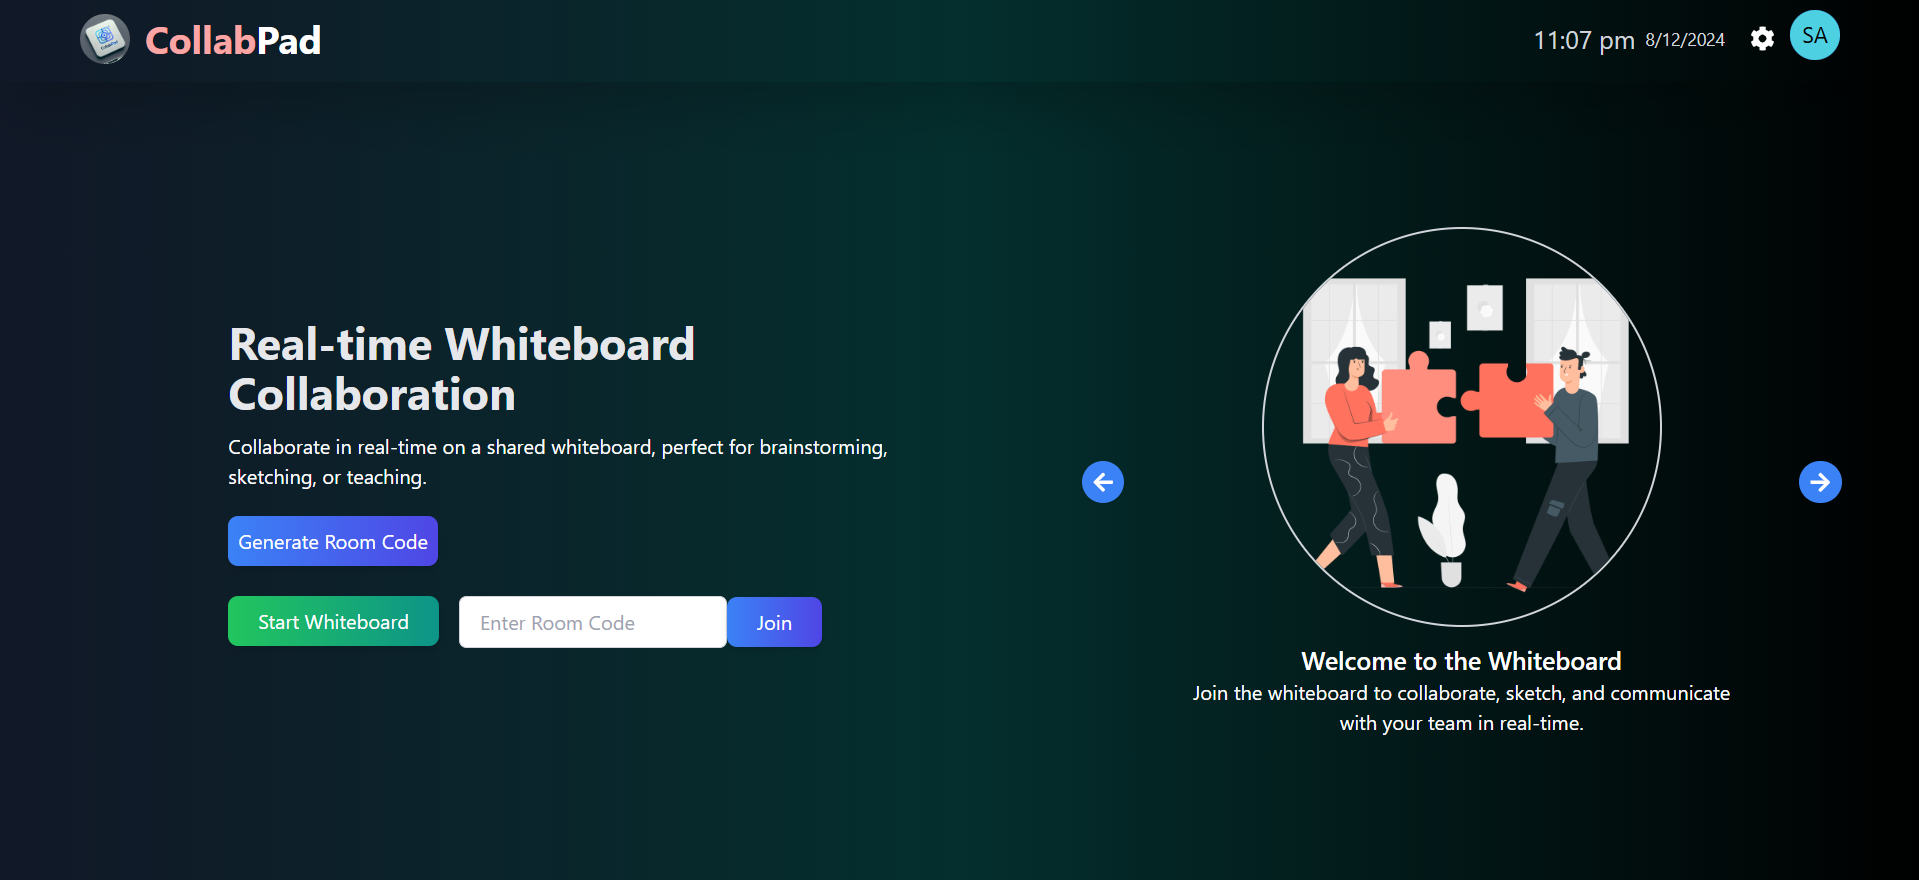 CollabPad
11:07 pm 8/12/2024
SA
Real-time Whiteboard
Collaboration
Collaborate in real-time on a shared whiteboard, perfect for brainstorming,
sketching, or teaching.
Generate Room Code
Start Whiteboard
Enter Room Code
Join
Welcome to the Whiteboard
Join the whiteboard to collaborate, sketch, and communicate
with your team in real-time.